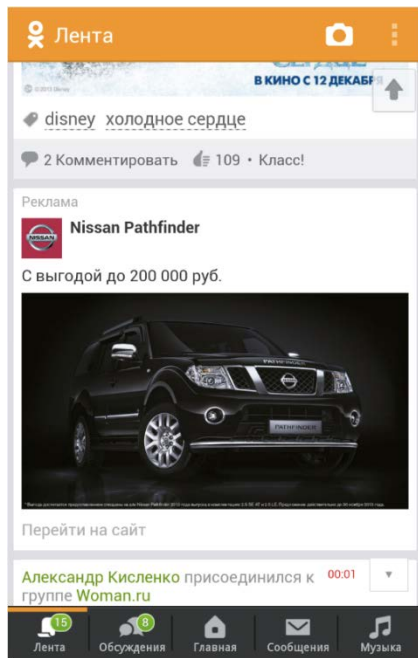 Лента
СЕРДЦЕ
В КИНО С 12 ДЕКАБРЯ
disney холодное сердце
2 Комментировать 109 • Класс!
Реклама
NISSAN
Nissan Pathfinder
С выгодой до 200 000 руб.
PATHFINDER
Перейти на сайт
Александр Кисленко присоединился к
группе Woman.ru
00:01
15
8
Лента Обсуждения Главная Сообщения Музыка